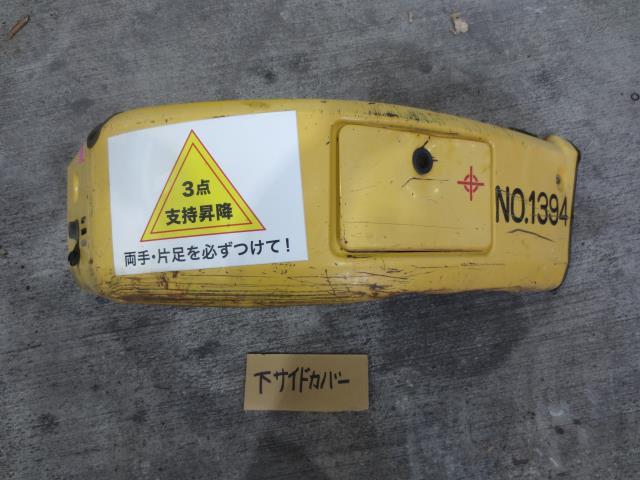 3点
支持昇降
両手・片足を必ずつけて！
NO.1394
下サイドカバー